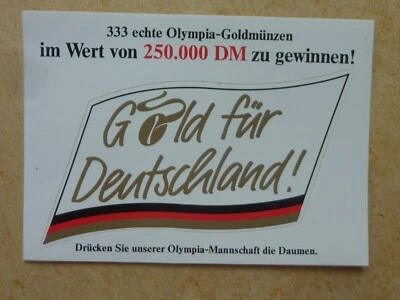 333 echte Olympia-Goldmünzen
im Wert von 250.000 DM zu gewinnen!
Gold für
Deutschland!
Drücken Sie unserer Olympia-Mannschaft die Daumen.